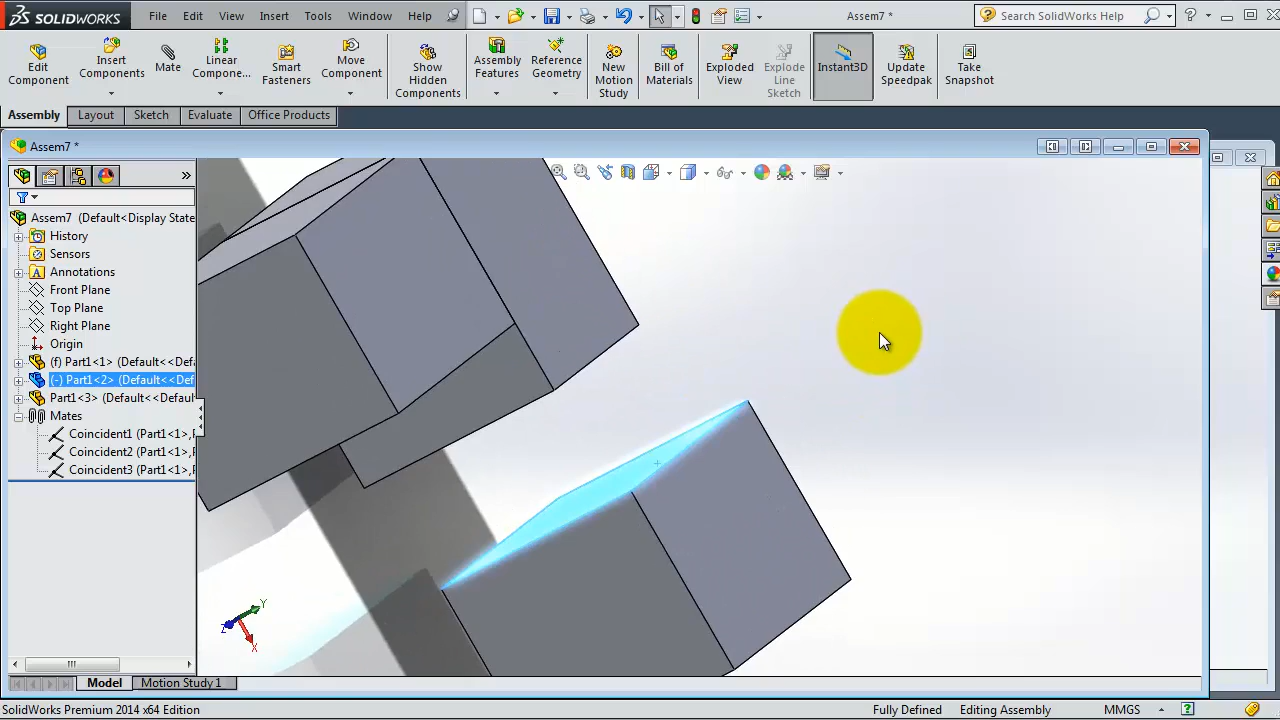 SOLIDWORKS File Edit View Insert Tools Window Help Assem7 * Search SolidWorks Help
Edit Component
Insert Components
Mate
Linear Compone...
Smart Fasteners
Move Component
Show Hidden Components
Assembly Features
Reference Geometry
New Motion Study
Bill of Materials
Exploded View
Explode Line Sketch
Instant3D
Update Speedpak
Take Snapshot
Assembly Layout Sketch Evaluate Office Products
Assem7 *
Assem7 (Default<Display State
History
Sensors
Annotations
Front Plane
Top Plane
Right Plane
Origin
(f) Part1<1> (Default<<Def
(-) Part1<2> (Default<<Def
Part1<3> (Default<<Defaul
Mates
Coincident1 (Part1<1>,
Coincident2 (Part1<1>,
Coincident3 (Part1<1>,
Y
Z
X
Model Motion Study 1
SolidWorks Premium 2014 x64 Edition Fully Defined Editing Assembly MMGS